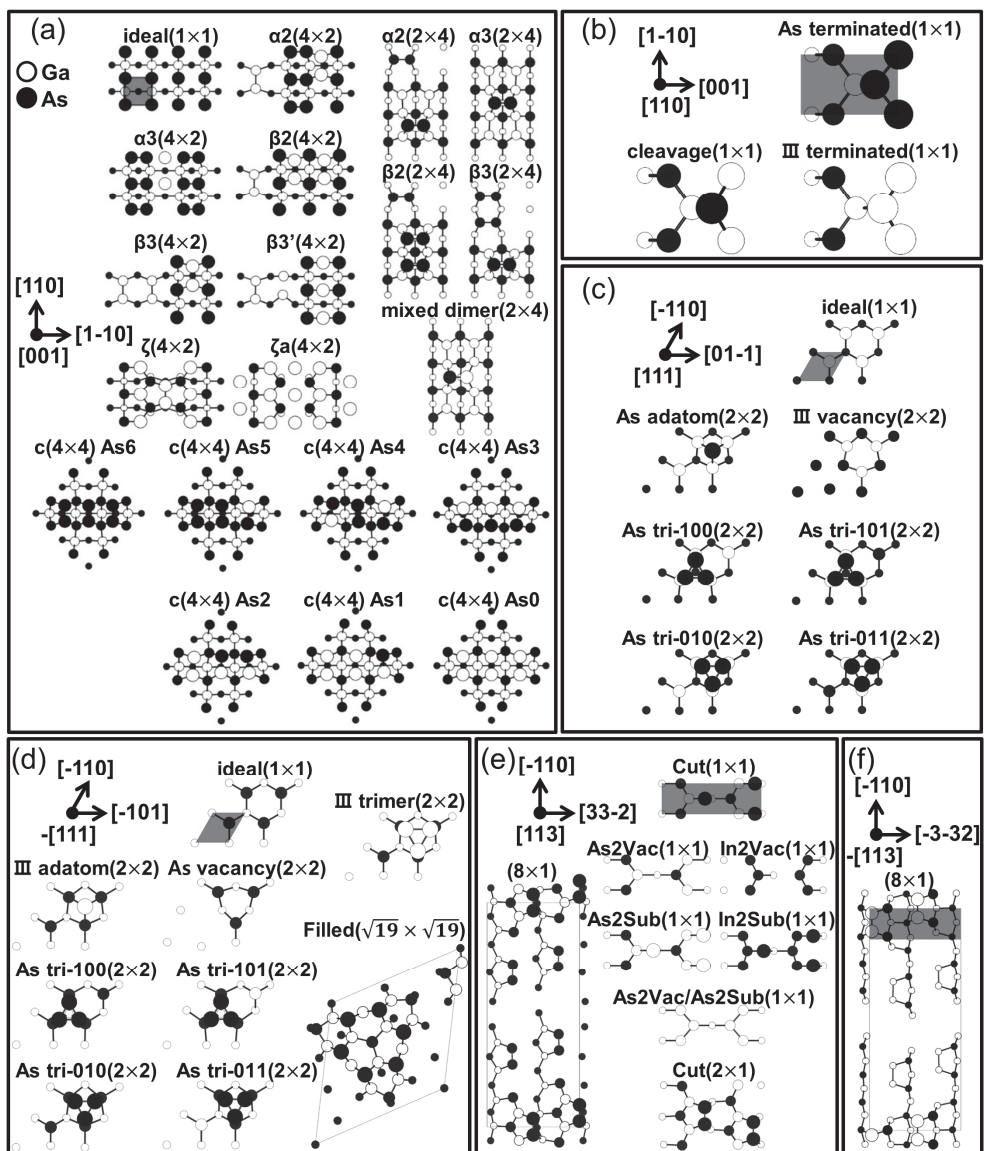 (a)
ideal(1×1)
α2(4×2)
α2(2×4)
α3(2×4)
Ga
As
α3(4×2)
β2(4×2)
β2(2×4)
β3(2×4)
β3(4×2)
β3'(4×2)
[110]
[1-10]
[001]
mixed dimer(2×4)
ζ(4×2)
ζa(4×2)
c(4×4) As6
c(4×4) As5
c(4×4) As4
c(4×4) As3
c(4×4) As2
c(4×4) As1
c(4×4) As0
(b)
As terminated(1×1)
[1-10]
[001]
[110]
cleavage(1×1)
Ⅲ terminated(1×1)
(c)
ideal(1×1)
[-110]
[01-1]
[111]
As adatom(2×2)
Ⅲ vacancy(2×2)
As tri-100(2×2)
As tri-101(2×2)
As tri-010(2×2)
As tri-011(2×2)
(d)
[-110]
ideal(1×1)
[-101]
-[111]
Ⅲ trimer(2×2)
Ⅲ adatom(2×2)
As vacancy(2×2)
Filled(√19 × √19)
As tri-100(2×2)
As tri-101(2×2)
As tri-010(2×2)
As tri-011(2×2)
(e)
[-110]
Cut(1×1)
[33-2]
[113]
(8×1)
As2Vac(1×1)
In2Vac(1×1)
As2Sub(1×1)
In2Sub(1×1)
As2Vac/As2Sub(1×1)
Cut(2×1)
(f)
[-110]
[-3-32]
-[113]
(8×1)